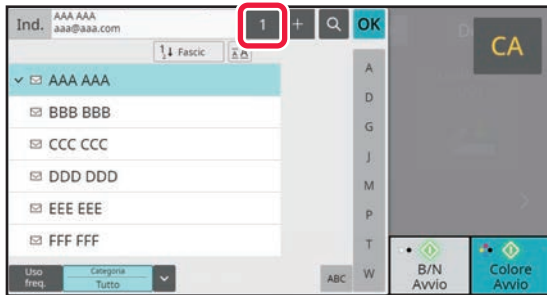 Ind.
AAA AAA
aaa@aaa.com
1
+
OK
CA
Fascic
AAA AAA
BBB BBB
CCC CCC
DDD DDD
EEE EEE
FFF FFF
A
D
G
J
M
P
T
W
Uso
freq.
Categoria
Tutto
ABC
B/N
Avvio
Colore
Avvio